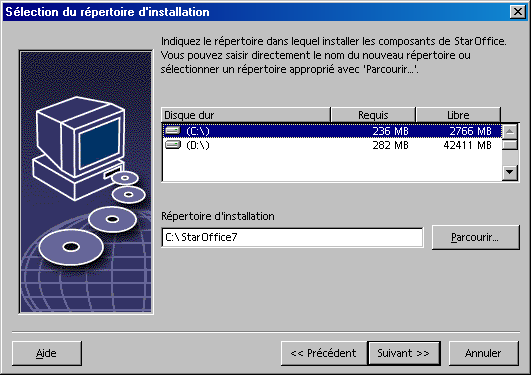 Sélection du répertoire d'installation
Indiquez le répertoire dans lequel installer les composants de StarOffice.
Vous pouvez saisir directement le nom du nouveau répertoire ou
sélectionner un répertoire approprié avec 'Parcourir...'.
Disque dur Requis Libre
(C:\) 236 MB 2766 MB
(D:\) 282 MB 42411 MB
Répertoire d'installation
C:\StarOffice7 Parcourir...
Aide << Précédent Suivant >> Annuler